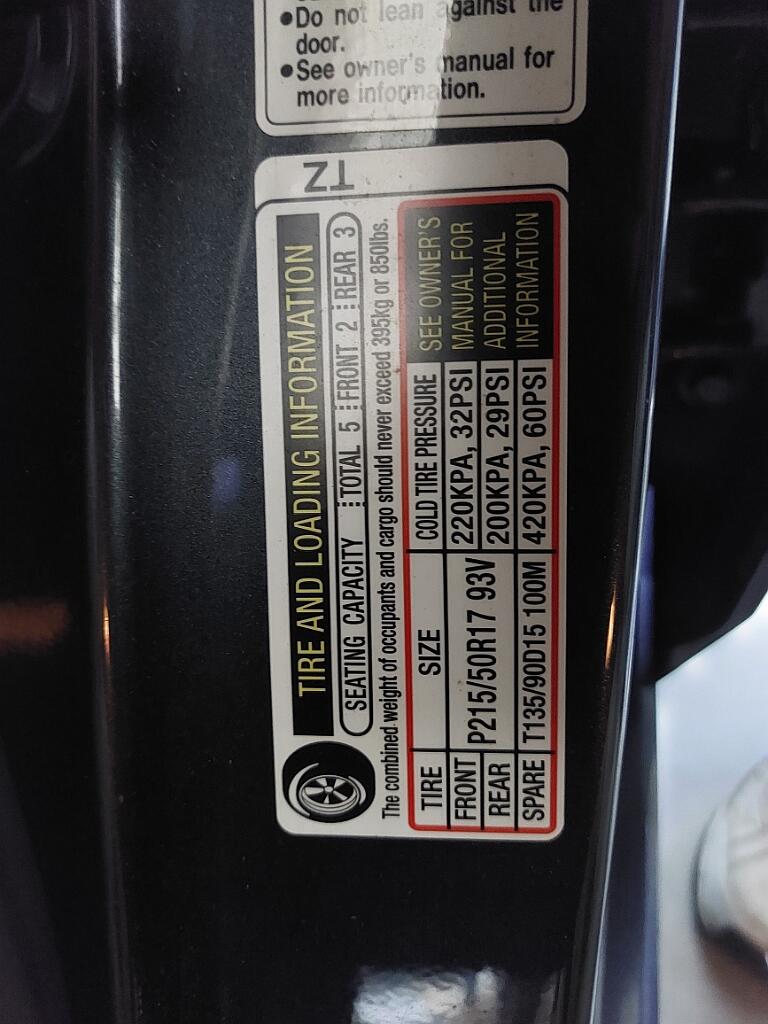 ●Do not lean against the
door.
●See owner's manual for
more information.
TZ
TIRE AND LOADING INFORMATION
SEATING CAPACITY TOTAL 5 FRONT 2 REAR 3
The combined weight of occupants and cargo should never exceed 395kg or 850lbs.
TIRE SIZE COLD TIRE PRESSURE
FRONT P215/50R17 93V 220KPA, 32PSI
REAR 200KPA, 29PSI
SPARE T135/90D15 100M 420KPA, 60PSI
SEE OWNER'S
MANUAL FOR
ADDITIONAL
INFORMATION